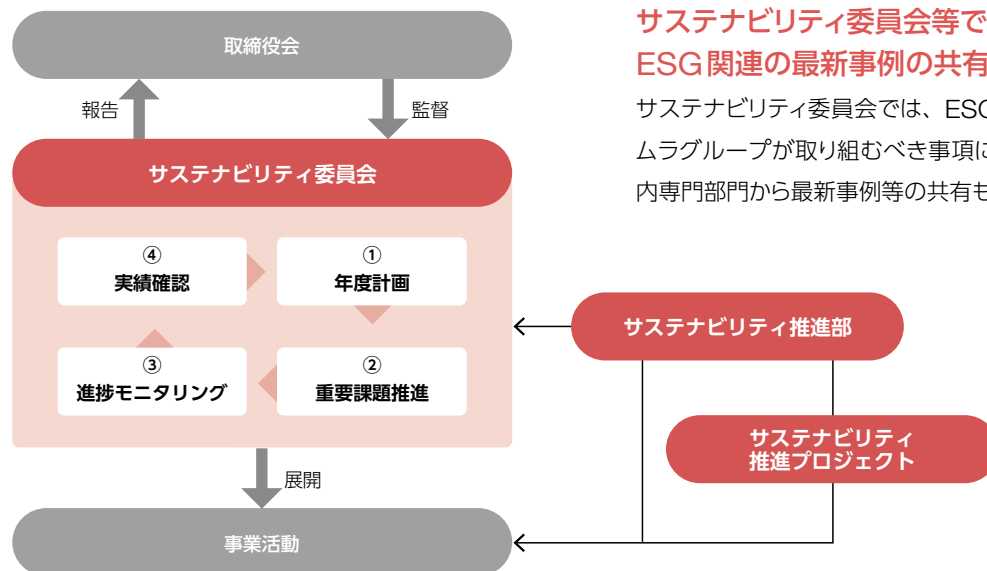 取締役会
報告
監督
サステナビリティ委員会
④
実績確認
①
年度計画
③
進捗モニタリング
②
重要課題推進
展開
事業活動
サステナビリティ委員会等で
ESG関連の最新事例の共有
サステナビリティ委員会では、ESG
ムラグループが取り組むべき事項に
内専門部門から最新事例等の共有も
サステナビリティ推進部
サステナビリティ
推進プロジェクト